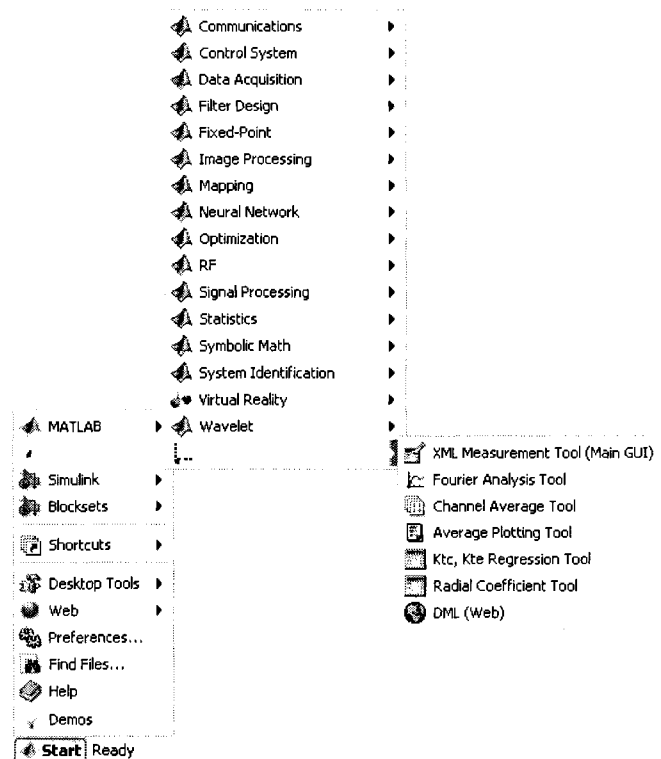 Communications
Control System
Data Acquisition
Filter Design
Fixed-Point
Image Processing
Mapping
Neural Network
Optimization
RF
Signal Processing
Statistics
Symbolic Math
System Identification
Virtual Reality
Wavelet
MATLAB
Simulink
Blocksets
Shortcuts
Desktop Tools
Web
Preferences...
Find Files...
Help
Demos
Start Ready
XML Measurement Tool (Main GUI)
Fourier Analysis Tool
Channel Average Tool
Average Plotting Tool
Ktc, Kte Regression Tool
Radial Coefficient Tool
DML (Web)